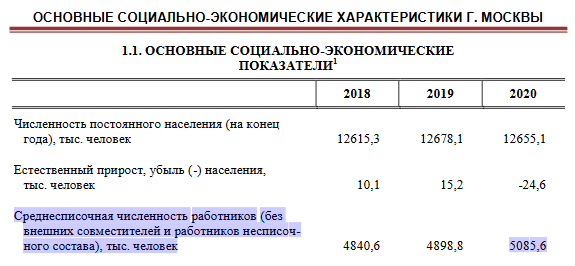 ОСНОВНЫЕ СОЦИАЛЬНО-ЭКОНОМИЧЕСКИЕ ХАРАКТЕРИСТИКИ Г. МОСКВЫ
1.1. ОСНОВНЫЕ СОЦИАЛЬНО-ЭКОНОМИЧЕСКИЕ
ПОКАЗАТЕЛИ¹
2018 2019 2020
Численность постоянного населения (на конец
года), тыс. человек 12615,3 12678,1 12655,1
Естественный прирост, убыль (-) населения,
тыс. человек 10,1 15,2 -24,6
Среднесписочная численность работников (без
внешних совместителей и работников несписоч-
ного состава), тыс. человек 4840,6 4898,8 5085,6